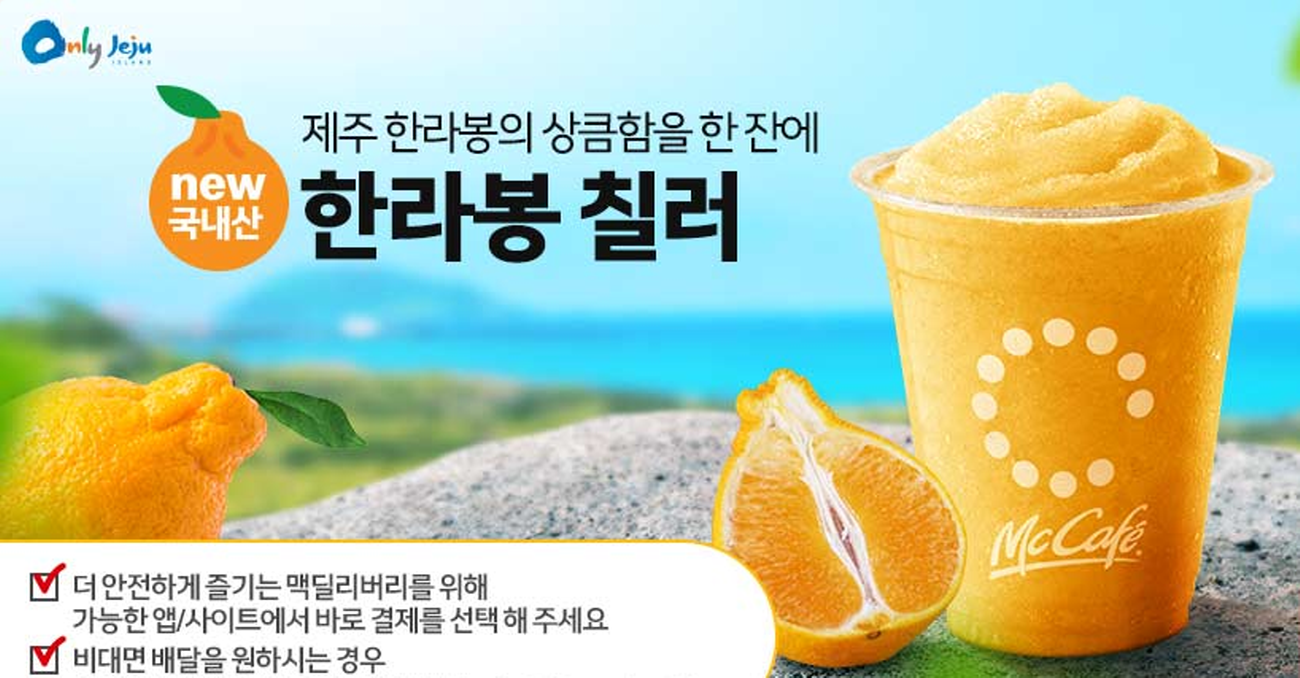 Only Jeju
ISLAND
new
국내산
제주 한라봉의 상큼함을 한 잔에
한라봉 칠러
McCafé
더 안전하게 즐기는 맥딜리버리를 위해
가능한 앱/사이트에서 바로 결제를 선택 해 주세요
비대면 배달을 원하시는 경우